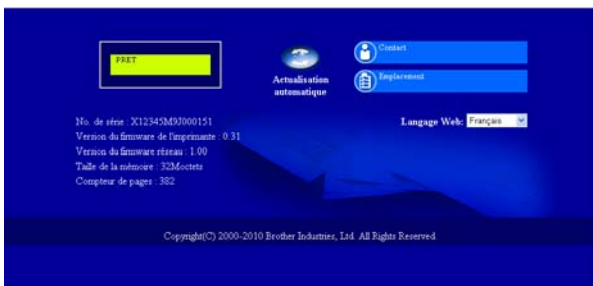 PRET
Actualisation
automatique
Contact
Emplacement
No. de série : X12345M9J000151
Version du firmware de l'imprimante : 0.31
Version du firmware réseau : 1.00
Taille de la mémoire : 32Moctets
Compteur de pages : 382
Langage Web: Français
Copyright(C) 2000-2010 Brother Industries, Ltd. All Rights Reserved.